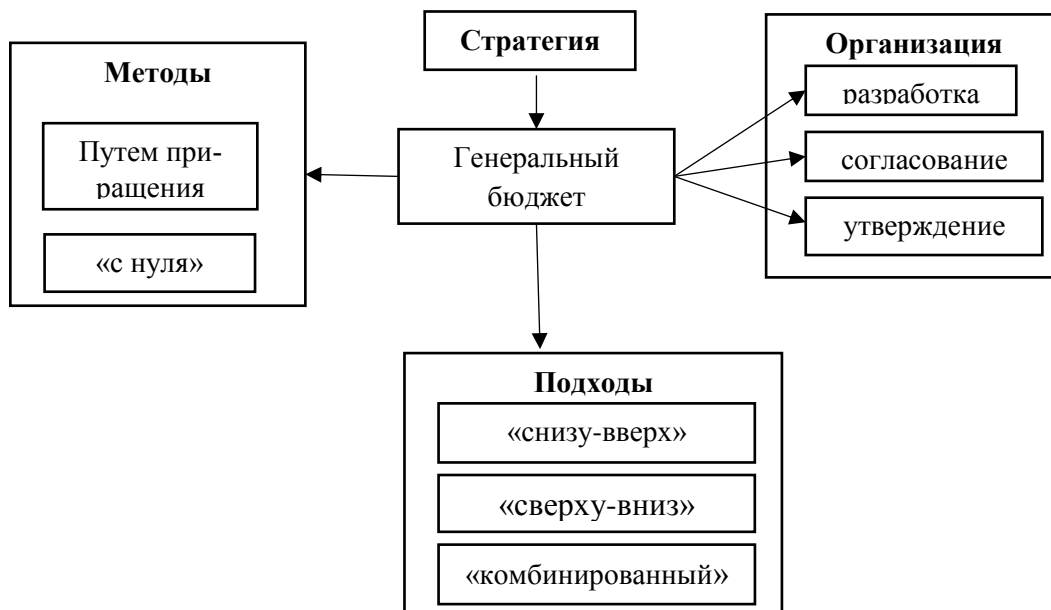 Стратегия
Методы
Путем при-
ращения
«с нуля»
Генеральный
бюджет
Организация
разработка
согласование
утверждение
Подходы
«снизу-вверх»
«сверху-вниз»
«комбинированный»